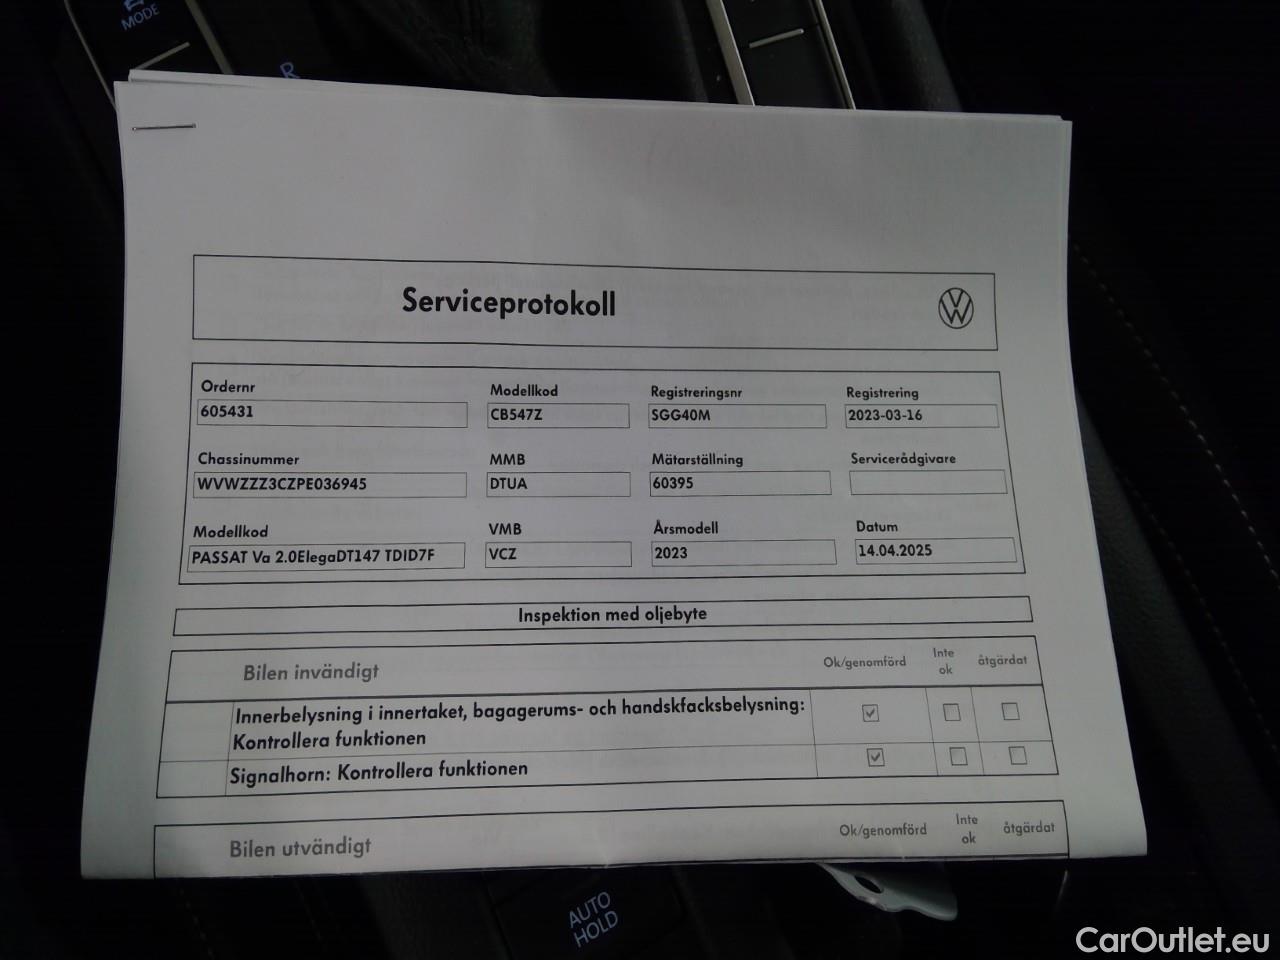 MODE
R
Serviceprotokoll
Ordernr Modellkod Registreringsnr Registrering
605431 CB547Z SGG40M 2023-03-16
Chassinummer MMB Mätarställning Servicerådgivare
WVWZZZ3CZPE036945 DTUA 60395
Modellkod VMB Årsmodell Datum
PASSAT Va 2.0ElegaDT147 TDID7F VCZ 2023 14.04.2025
Inspektion med oljebyte
Bilen invändigt Ok/genomförd Inte ok åtgärdat
Innerbelysning i innertaket, bagagerums- och handskfacksbelysning:
Kontrollera funktionen
Signalhorn: Kontrollera funktionen
Bilen utvändigt Ok/genomförd Inte ok åtgärdat
AUTO
HOLD
CarOutlet.eu